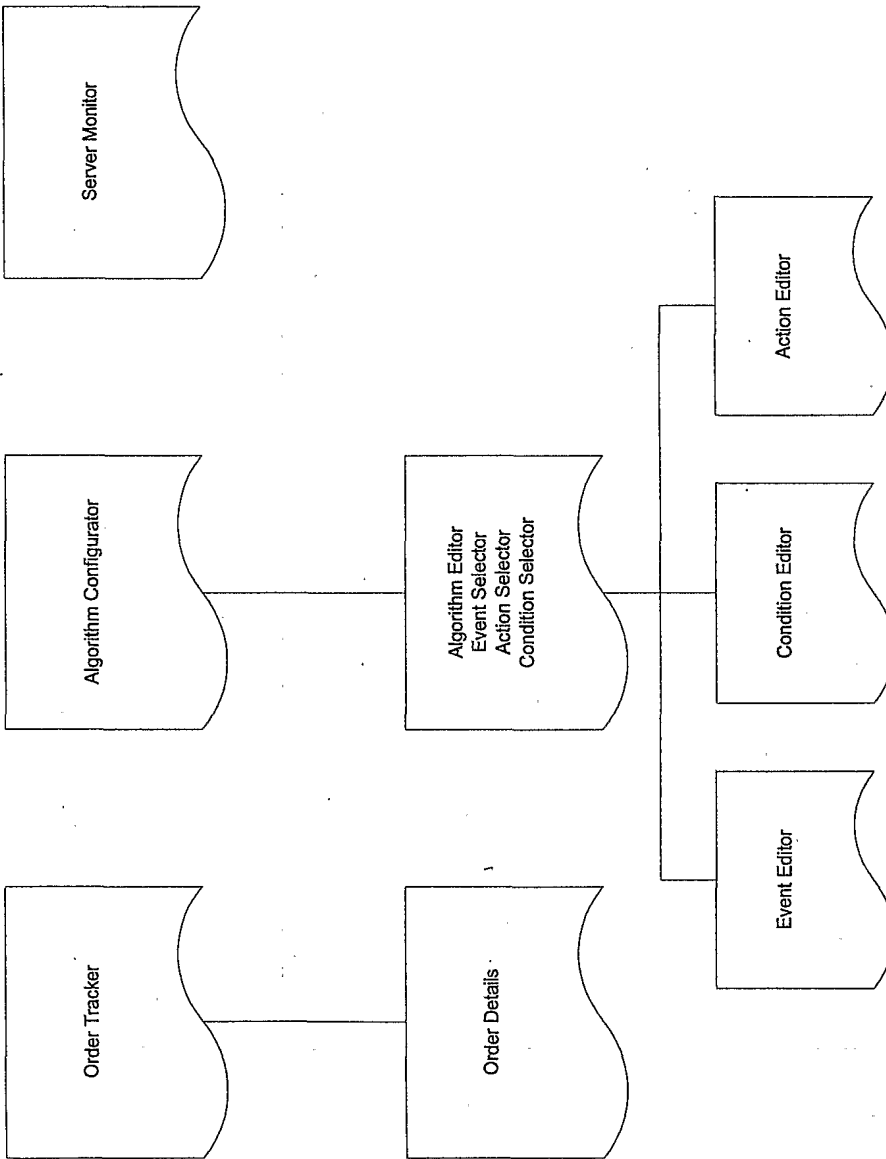 Order Tracker
Algorithm Configurator
Server Monitor
Order Details
Algorithm Editor
Event Selector
Action Selector
Condition Selector
Event Editor
Condition Editor
Action Editor